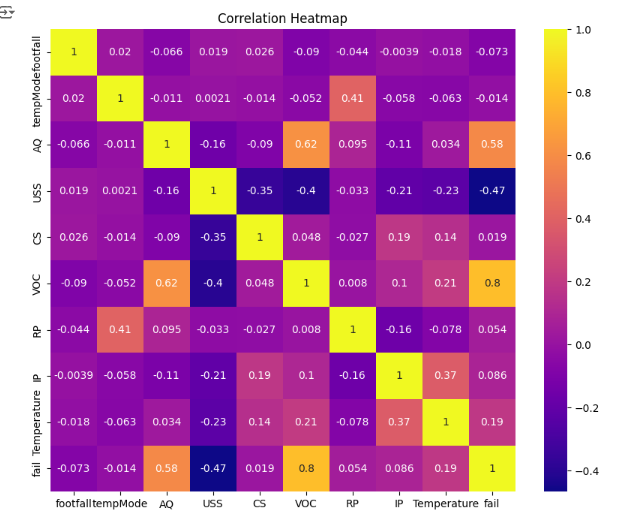 Correlation Heatmap
footfall 1 0.02 -0.066 0.019 0.026 -0.09 -0.044 -0.0039 -0.018 -0.073
tempMode 0.02 1 -0.011 0.0021 -0.014 -0.052 0.41 -0.058 -0.063 -0.014
AQ -0.066 -0.011 1 -0.16 -0.09 0.62 0.095 -0.11 0.034 0.58
USS 0.019 0.0021 -0.16 1 -0.35 -0.4 -0.033 -0.21 -0.23 -0.47
CS 0.026 -0.014 -0.09 -0.35 1 0.048 -0.027 0.19 0.14 0.019
VOC -0.09 -0.052 0.62 -0.4 0.048 1 0.008 0.1 0.21 0.8
RP -0.044 0.41 0.095 -0.033 -0.027 0.008 1 -0.16 -0.078 0.054
IP -0.0039 -0.058 -0.11 -0.21 0.19 0.1 -0.16 1 0.37 0.086
Temperature -0.018 -0.063 0.034 -0.23 0.14 0.21 -0.078 0.37 1 0.19
fail -0.073 -0.014 0.58 -0.47 0.019 0.8 0.054 0.086 0.19 1
footfall tempMode AQ USS CS VOC RP IP Temperature fail
1.0
0.8
0.6
0.4
0.2
0.0
−0.2
−0.4